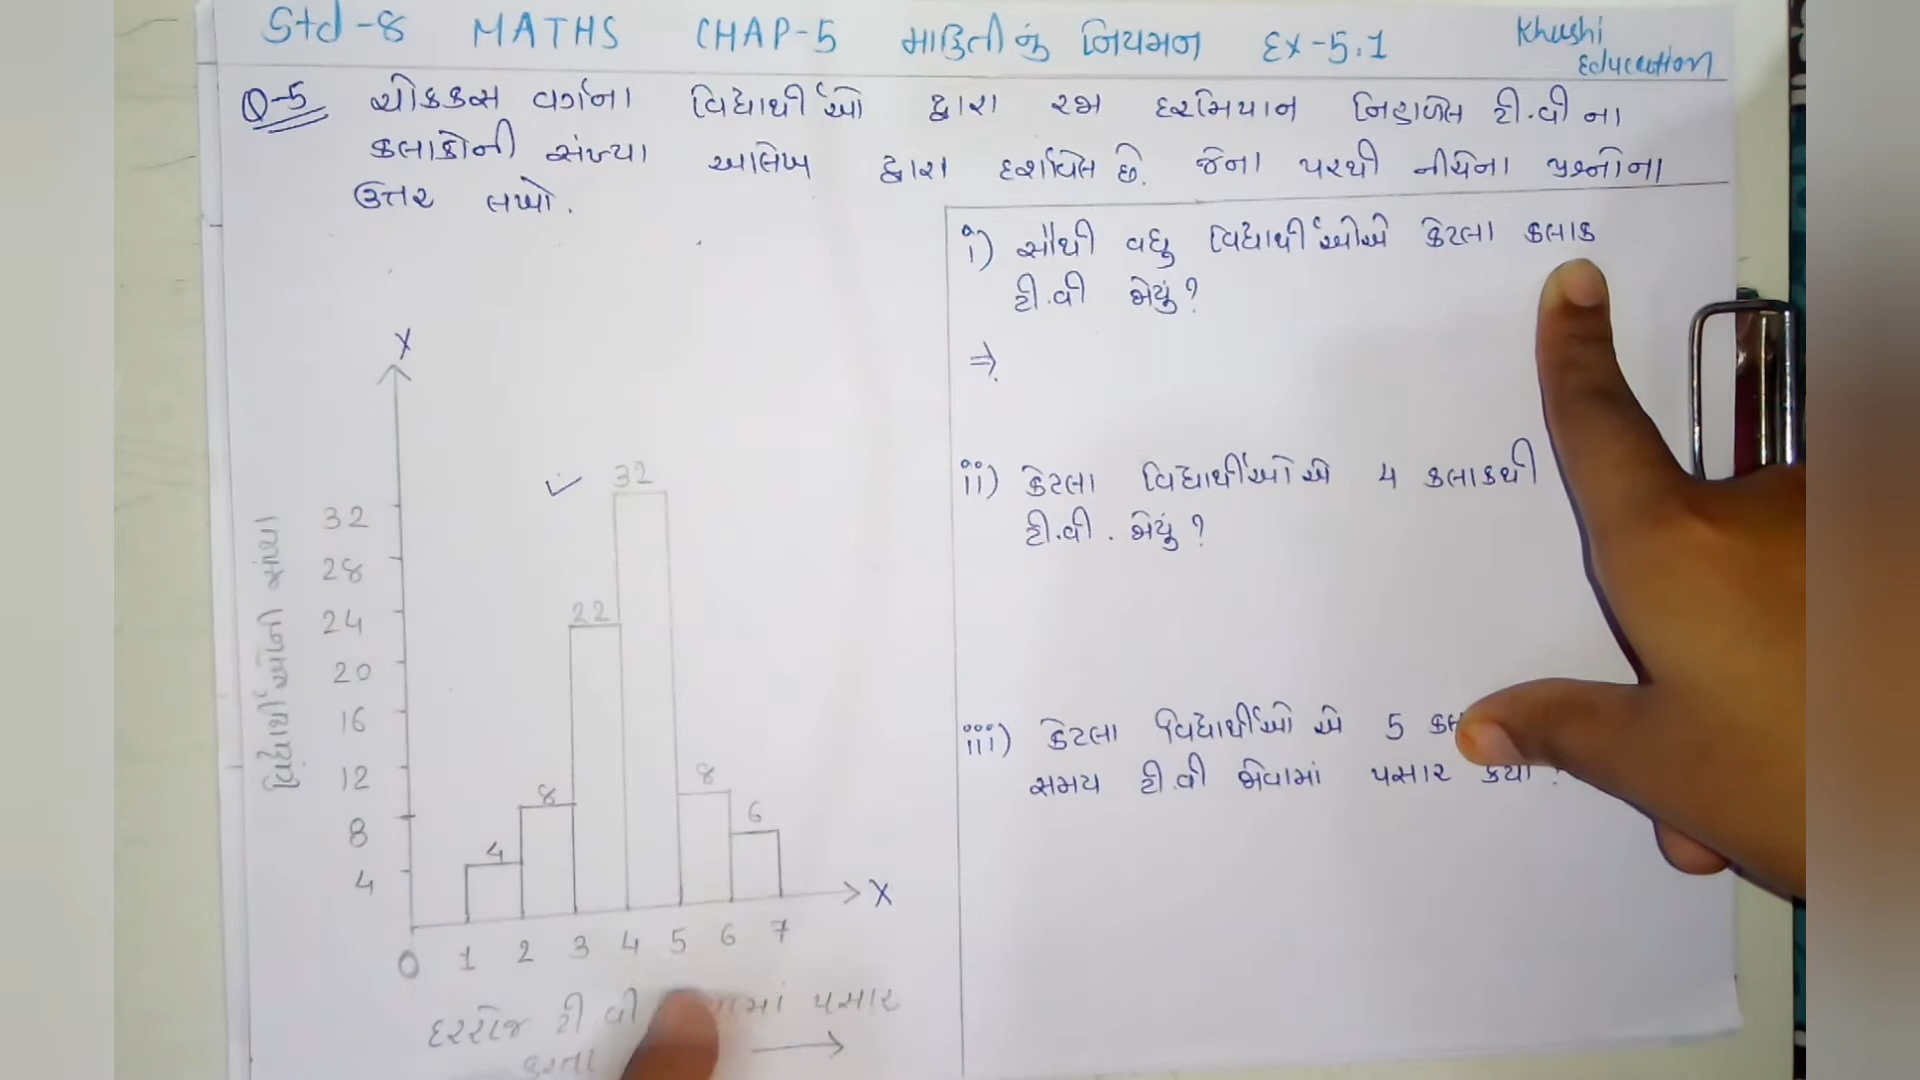 Std-8 MATHS CHAP-5 માહિતીનું નિયમન Ex-5.1
Khushi
Education
Q-5 ચોકકસ વર્ગના વિદ્યાર્થીઓ દ્વારા રજા દરમિયાન નિહાળેલ ટી.વી ના
કલાકોની સંખ્યા આલેખ દ્વારા દર્શાવેલ છે. જેના પરથી નીચેના પ્રશ્નોના
ઉત્તર લખો.
i) સૌથી વધુ વિદ્યાર્થીઓએ કેટલા કલાક
ટી.વી જોયું?
⇒
ii) કેટલા વિદ્યાર્થીઓએ 4 કલાકથી
ટી.વી. જોયું?
iii) કેટલા વિદ્યાર્થીઓ એ 5
સમય ટી.વી જોવામાં પસાર
Y
વિદ્યાર્થીઓની સંખ્યા
32
28
24
20
16
12
8
4
4
8
22
32
8
6
X
0 1 2 3 4 5 6 7
દરરોજ ટી વી પસાર
કરતા